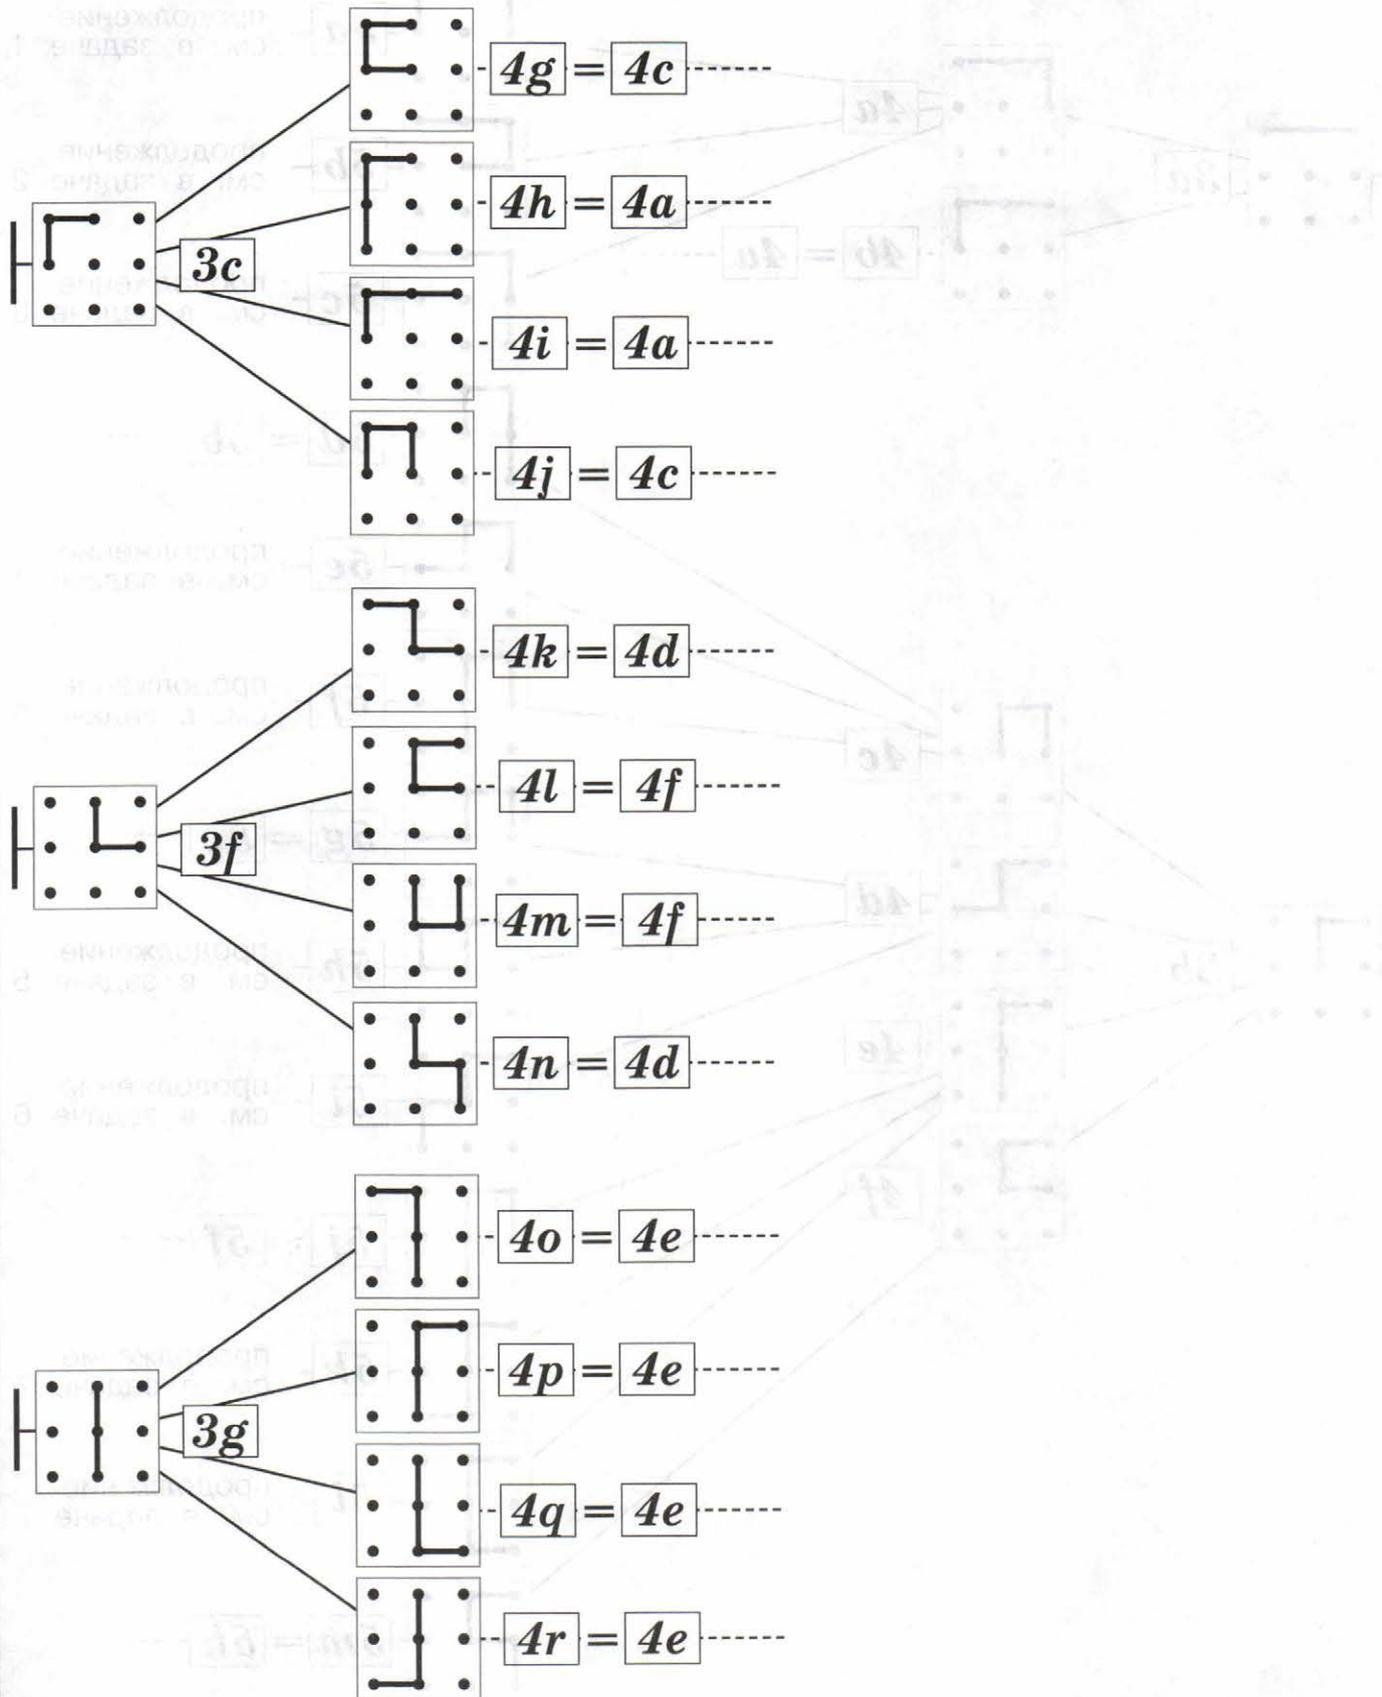 4g = 4c
4h = 4a
3c
4i = 4a
4j = 4c
4k = 4d
4l = 4f
3f
4m = 4f
4n = 4d
4o = 4e
4p = 4e
3g
4q = 4e
4r = 4e